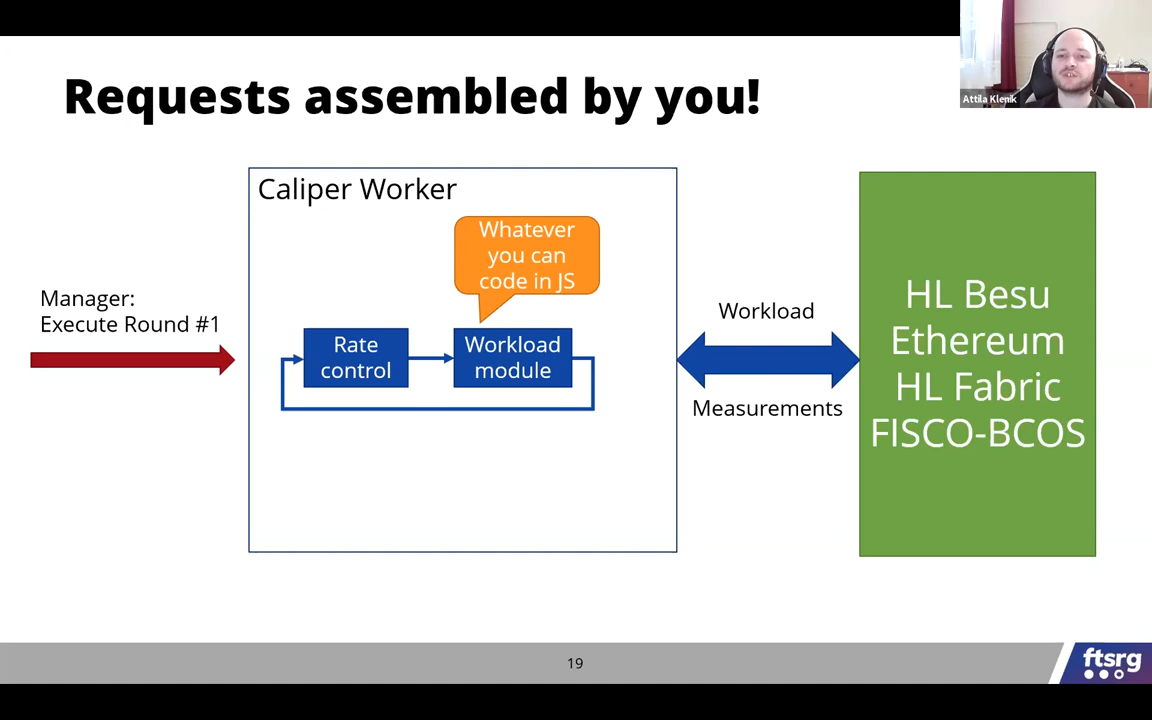 Requests assembled by you!
Attila Klenik
Caliper Worker
Whatever
you can
code in JS
Manager:
Execute Round #1
Rate
control
Workload
module
Workload
Measurements
HL Besu
Ethereum
HL Fabric
FISCO-BCOS
19
ftsrg